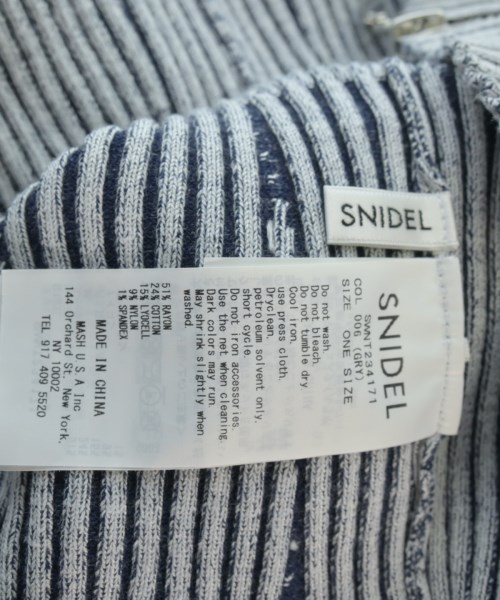 SNIDEL
SNIDEL
SWNT234171
COL 006 (GRY)
SIZE ONE SIZE
Do not wash.
Do not bleach.
Do not tumble dry.
Cool iron.
Use press cloth.
Dryclean.
petroleum solvent only,
short cycle.
Do not iron accessories.
Use the net when cleaning.
Dark colors may run.
May shrink slightly when
washed.
51% RAYON
24% COTTON
15% LYOCELL
9% NYLON
1% SPANDEX
MADE IN CHINA
MASH U S A Inc
144 Orchard St, New York,
NY, 10002
TEL 917 409 5520